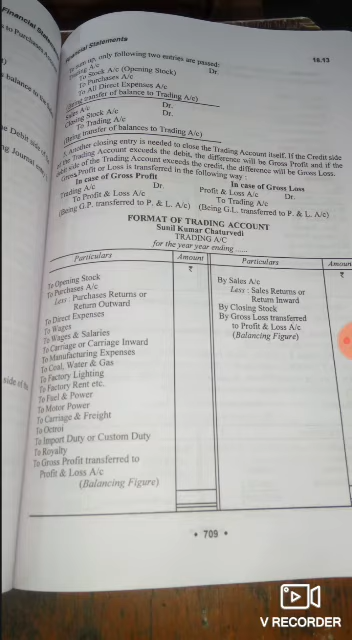 Financial Statements
16.13
To sum up, only following two entries are passed:
Trading A/c Dr.
To Stock A/c (Opening Stock)
To Purchases A/c
To All Direct Expenses A/c
(Being transfer of balance to Trading A/c)
Sales A/c Dr.
Closing Stock A/c Dr.
To Trading A/c
(Being transfer of balances to Trading A/c)
Another closing entry is needed to close the Trading Account itself. If the Credit side
of the Trading Account exceeds the debit, the difference will be Gross Profit and if the
debit side of the Trading Account exceeds the credit, the difference will be Gross Loss.
Gross Profit or Loss is transferred in the following way :
In case of Gross Profit
Trading A/c Dr.
To Profit & Loss A/c
(Being G.P. transferred to P. & L. A/c)
In case of Gross Loss
Profit & Loss A/c Dr.
To Trading A/c
(Being G.L. transferred to P. & L. A/c)
FORMAT OF TRADING ACCOUNT
Sunil Kumar Chaturvedi
TRADING A/C
for the year year ending ......
Particulars Amount Particulars Amoun
₹ ₹
To Opening Stock
To Purchases A/c
Less : Purchases Returns or
Return Outward
To Direct Expenses
To Wages
To Wages & Salaries
To Carriage or Carriage Inward
To Manufacturing Expenses
To Coal, Water & Gas
To Factory Lighting
To Factory Rent etc.
To Fuel & Power
To Motor Power
To Carriage & Freight
To Octroi
To Import Duty or Custom Duty
To Royalty
To Gross Profit transferred to
Profit & Loss A/c
(Balancing Figure)
By Sales A/c
Less : Sales Returns or
Return Inward
By Closing Stock
By Gross Loss transferred
to Profit & Loss A/c
(Balancing Figure)
• 709 •
V RECORDER